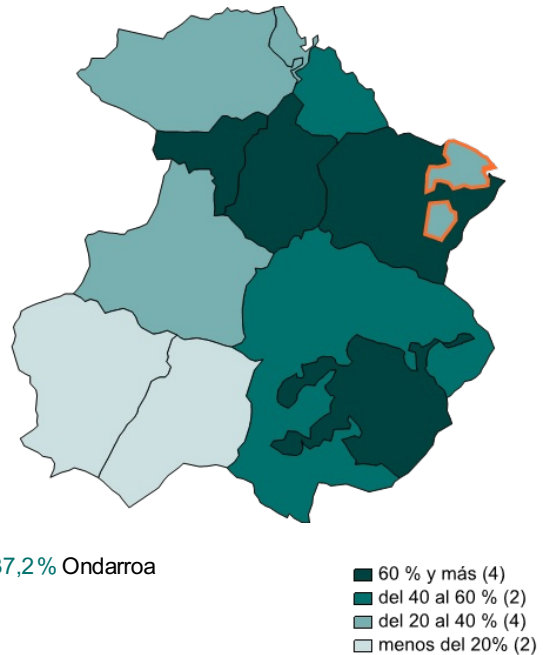 7,2% Ondarroa
60 % y más (4)
del 40 al 60 % (2)
del 20 al 40 % (4)
menos del 20% (2)